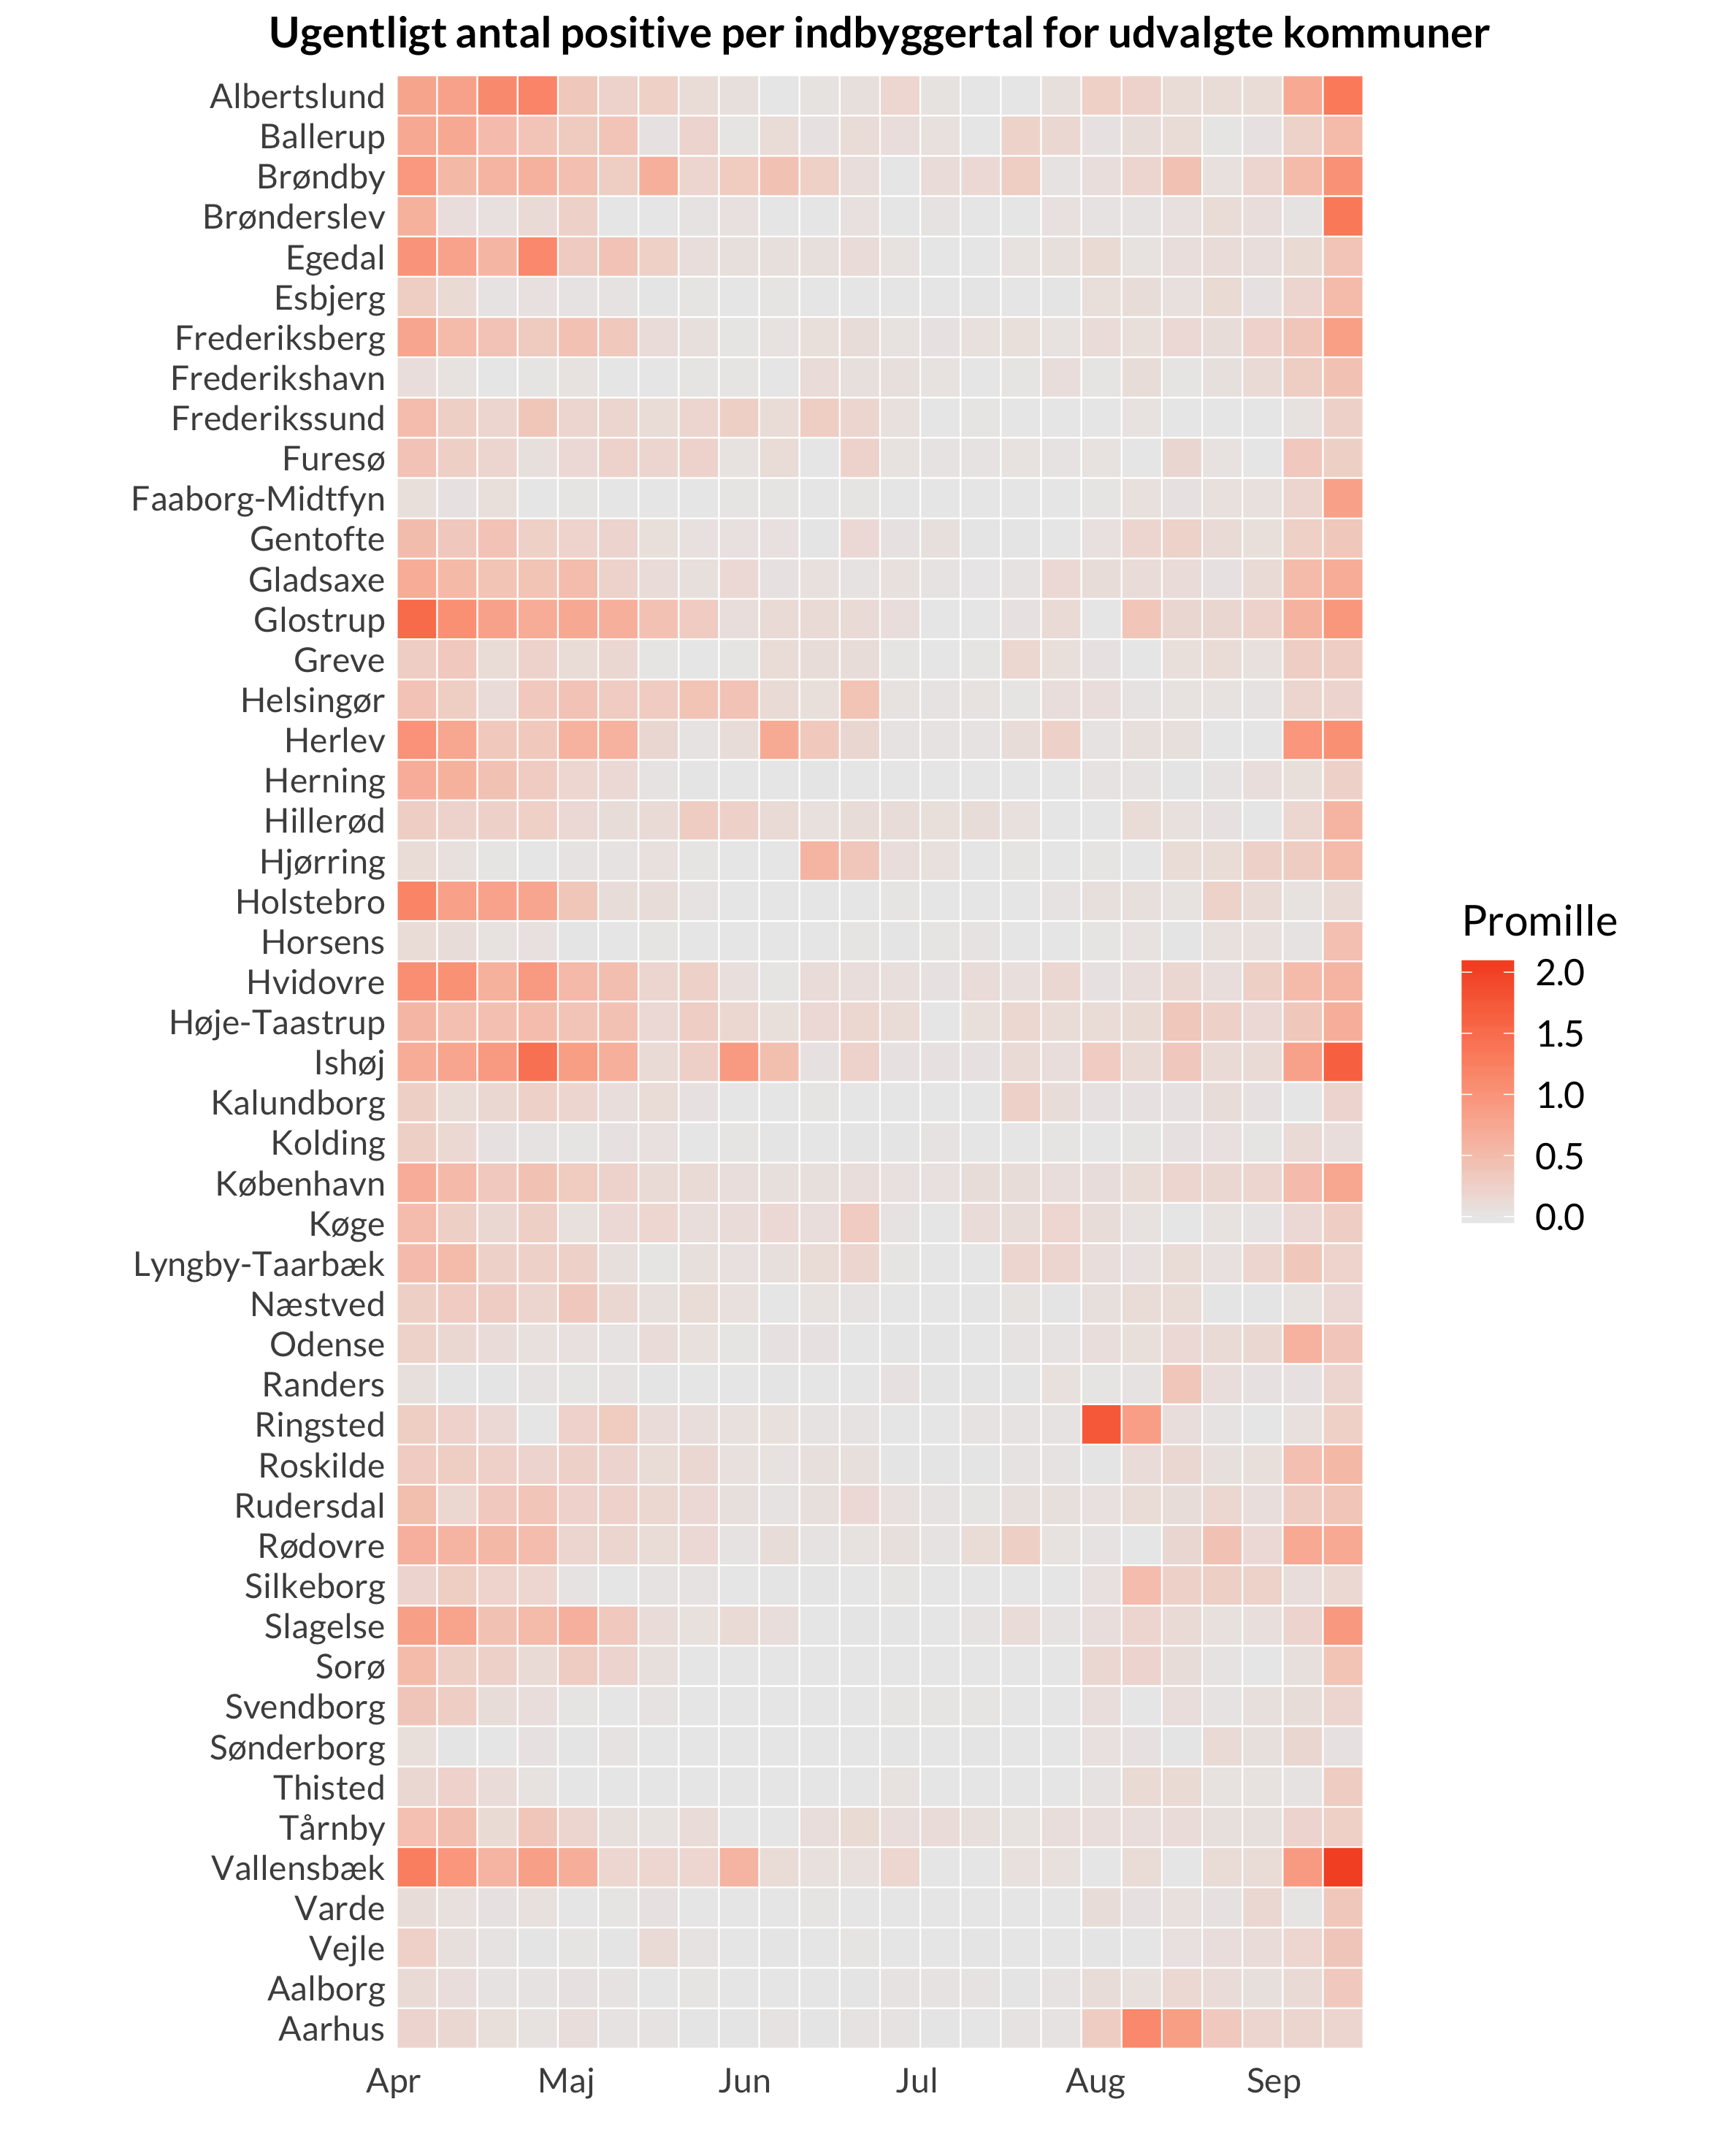 Ugentligt antal positive per indbyggertal for udvalgte kommuner
Albertslund
Ballerup
Brøndby
Brønderslev
Egedal
Esbjerg
Frederiksberg
Frederikshavn
Frederikssund
Furesø
Faaborg-Midtfyn
Gentofte
Gladsaxe
Glostrup
Greve
Helsingør
Herlev
Herning
Hillerød
Hjørring
Holstebro
Horsens
Hvidovre
Høje-Taastrup
Ishøj
Kalundborg
Kolding
København
Køge
Lyngby-Taarbæk
Næstved
Odense
Randers
Ringsted
Roskilde
Rudersdal
Rødovre
Silkeborg
Slagelse
Sorø
Svendborg
Sønderborg
Thisted
Tårnby
Vallensbæk
Varde
Vejle
Aalborg
Aarhus
Apr Maj Jun Jul Aug Sep
Promille
2.0
1.5
1.0
0.5
0.0